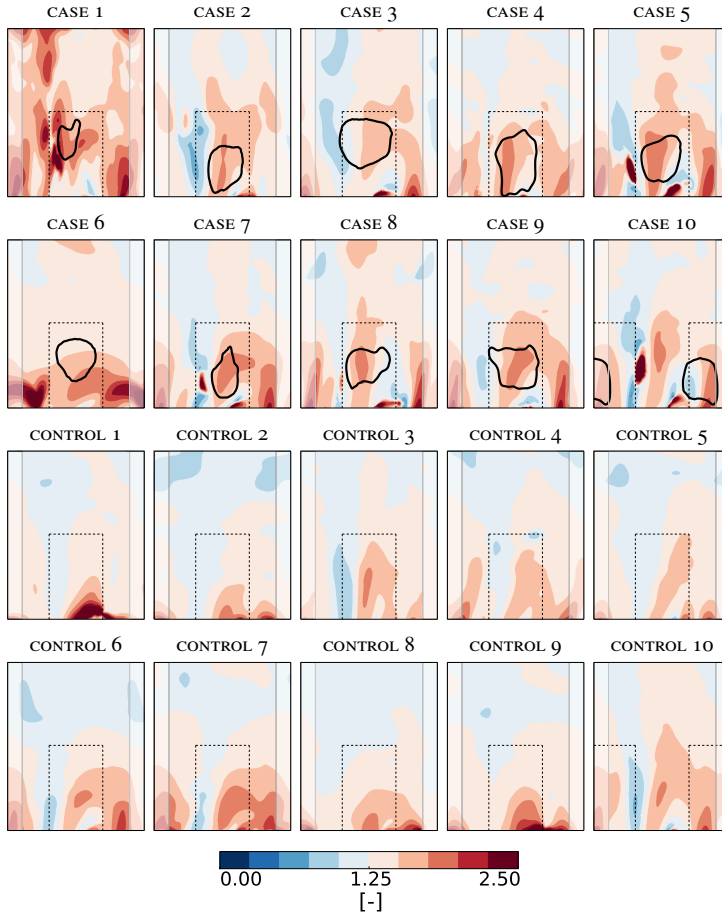 CASE 1 CASE 2 CASE 3 CASE 4 CASE 5
CASE 6 CASE 7 CASE 8 CASE 9 CASE 10
CONTROL 1 CONTROL 2 CONTROL 3 CONTROL 4 CONTROL 5
CONTROL 6 CONTROL 7 CONTROL 8 CONTROL 9 CONTROL 10
0.00 1.25 2.50
[-]